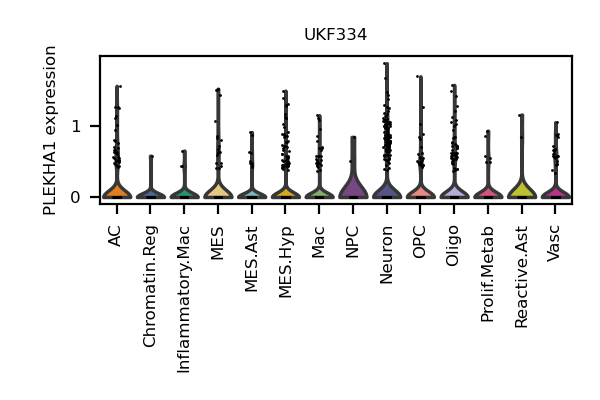 UKF334
PLEKHA1 expression
1
0
AC
Chromatin.Reg
Inflammatory.Mac
MES
MES.Ast
MES.Hyp
Mac
NPC
Neuron
OPC
Oligo
Prolif.Metab
Reactive.Ast
Vasc